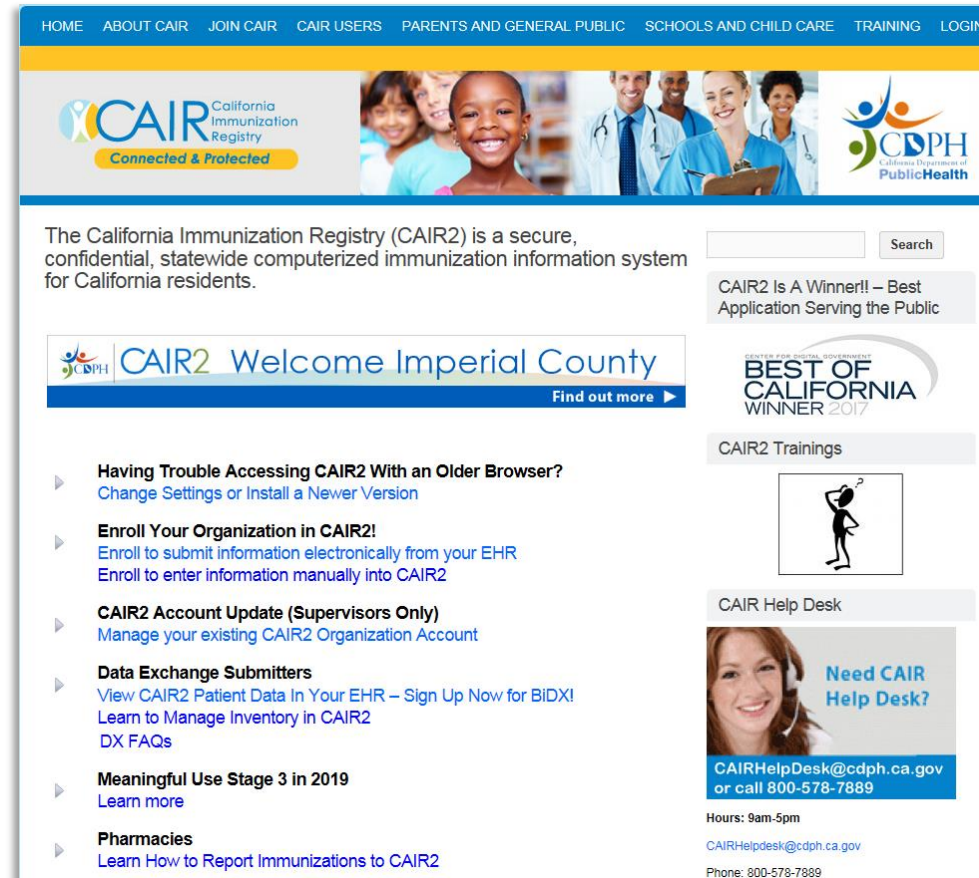 HOME ABOUT CAIR JOIN CAIR CAIR USERS PARENTS AND GENERAL PUBLIC SCHOOLS AND CHILD CARE TRAINING LOGIN
CAIR California
Immunization
Registry
Connected & Protected
CDPH
California Department of
PublicHealth
The California Immunization Registry (CAIR2) is a secure,
confidential, statewide computerized immunization information system
for California residents.
CDPH CAIR2 Welcome Imperial County
Find out more
Having Trouble Accessing CAIR2 With an Older Browser?
Change Settings or Install a Newer Version
Enroll Your Organization in CAIR2!
Enroll to submit information electronically from your EHR
Enroll to enter information manually into CAIR2
CAIR2 Account Update (Supervisors Only)
Manage your existing CAIR2 Organization Account
Data Exchange Submitters
View CAIR2 Patient Data In Your EHR – Sign Up Now for BiDX!
Learn to Manage Inventory in CAIR2
DX FAQs
Meaningful Use Stage 3 in 2019
Learn more
Pharmacies
Learn How to Report Immunizations to CAIR2
Search
CAIR2 Is A Winner!! – Best
Application Serving the Public
CENTER FOR DIGITAL GOVERNMENT
BEST OF
CALIFORNIA
WINNER 2017
CAIR2 Trainings
?
CAIR Help Desk
Need CAIR
Help Desk?
CAIRHelpDesk@cdph.ca.gov
or call 800-578-7889
Hours: 9am-5pm
CAIRHelpdesk@cdph.ca.gov
Phone: 800-578-7889